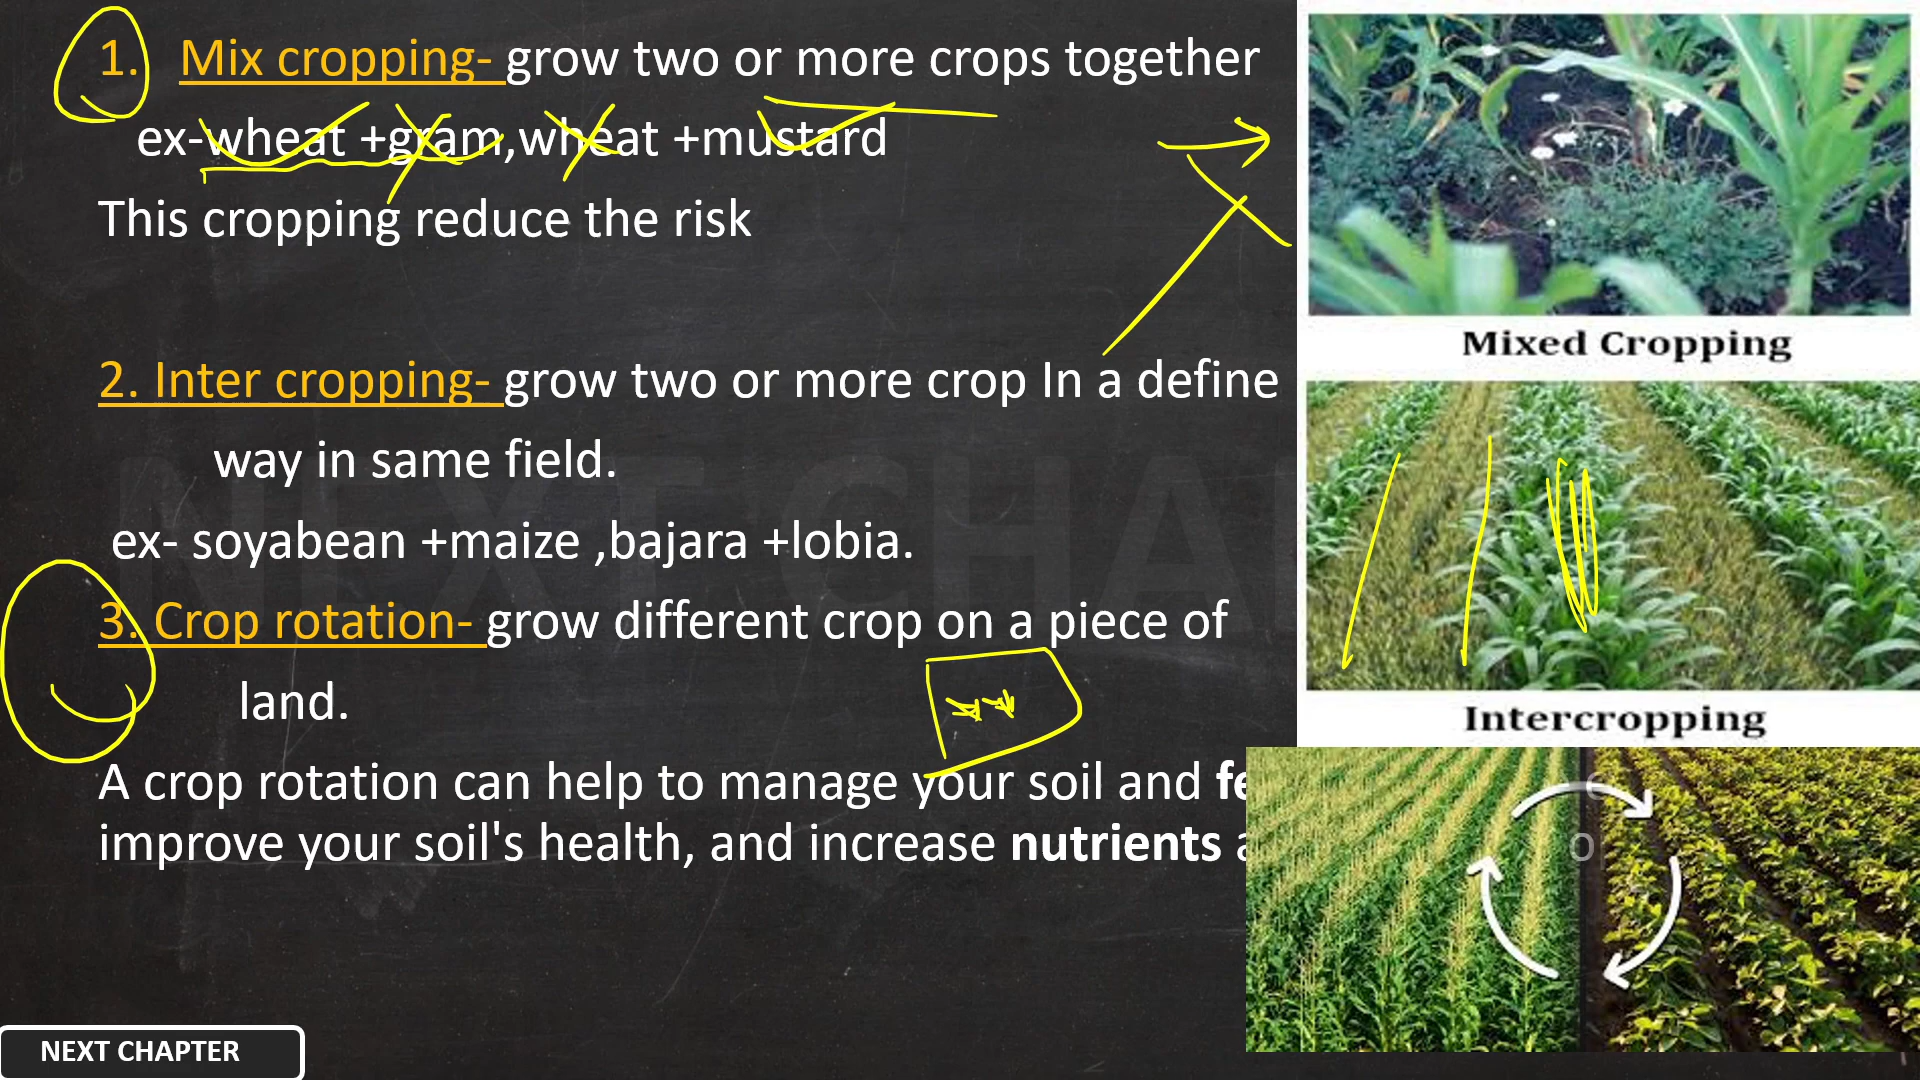 1. Mix cropping- grow two or more crops together
ex-wheat +gram,wheat +mustard
This cropping reduce the risk
2. Inter cropping- grow two or more crop In a define
way in same field.
ex- soyabean +maize ,bajara +lobia.
3. Crop rotation- grow different crop on a piece of
land.
A crop rotation can help to manage your soil and
improve your soil's health, and increase nutrients
Mixed Cropping
Intercropping
NEXT CHAPTER